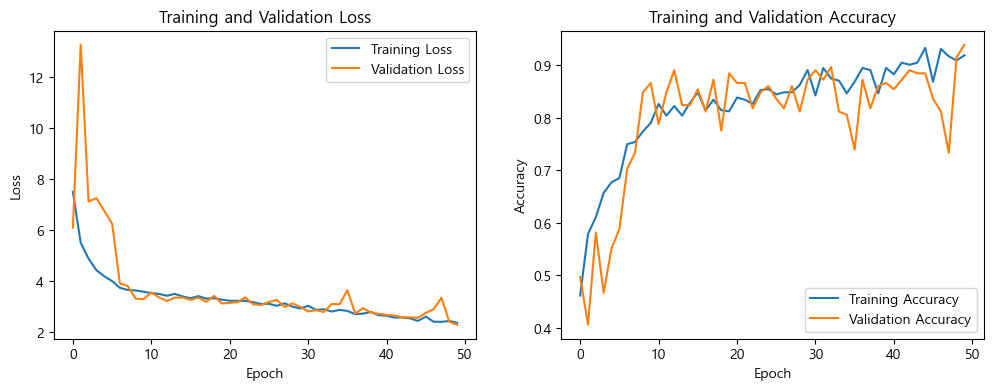 Training and Validation Loss
Training Loss
Validation Loss
12
10
8
6
4
2
Loss
0
10
20
30
40
50
Epoch
Training and Validation Accuracy
0.9
0.8
0.7
0.6
0.5
0.4
Accuracy
Training Accuracy
Validation Accuracy
0
10
20
30
40
50
Epoch